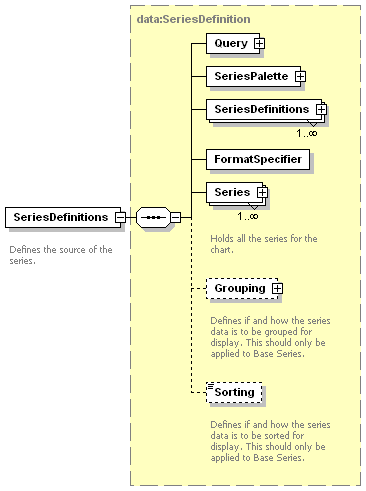 data:SeriesDefinition
Query
SeriesPalette
SeriesDefinitions
1..∞
FormatSpecifier
Series
1..∞
SeriesDefinitions
Defines the source of the
series.
Holds all the series for the
chart.
Grouping
Defines if and how the series
data is to be grouped for
display. This should only be
applied to Base Series.
Sorting
Defines if and how the series
data is to be sorted for
display. This should only be
applied to Base Series.